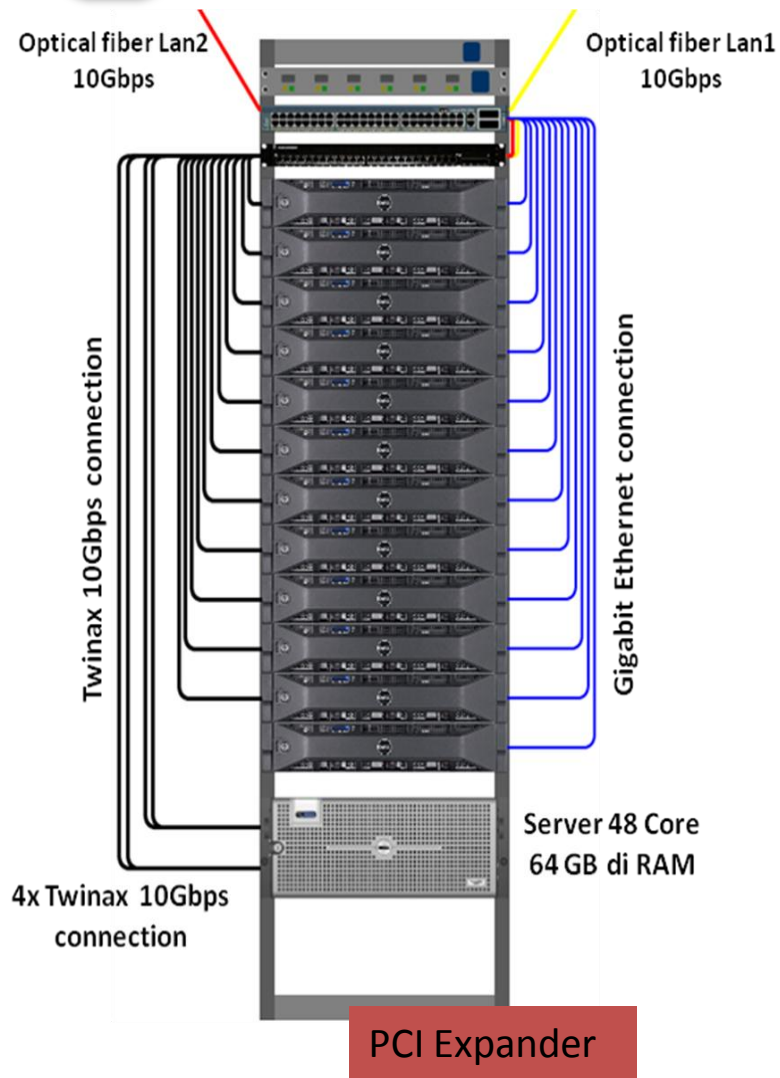 Optical fiber Lan2
10Gbps
Optical fiber Lan1
10Gbps
Twinax 10Gbps connection
Gigabit Ethernet connection
Server 48 Core
64 GB di RAM
4x Twinax 10Gbps
connection
PCI Expander